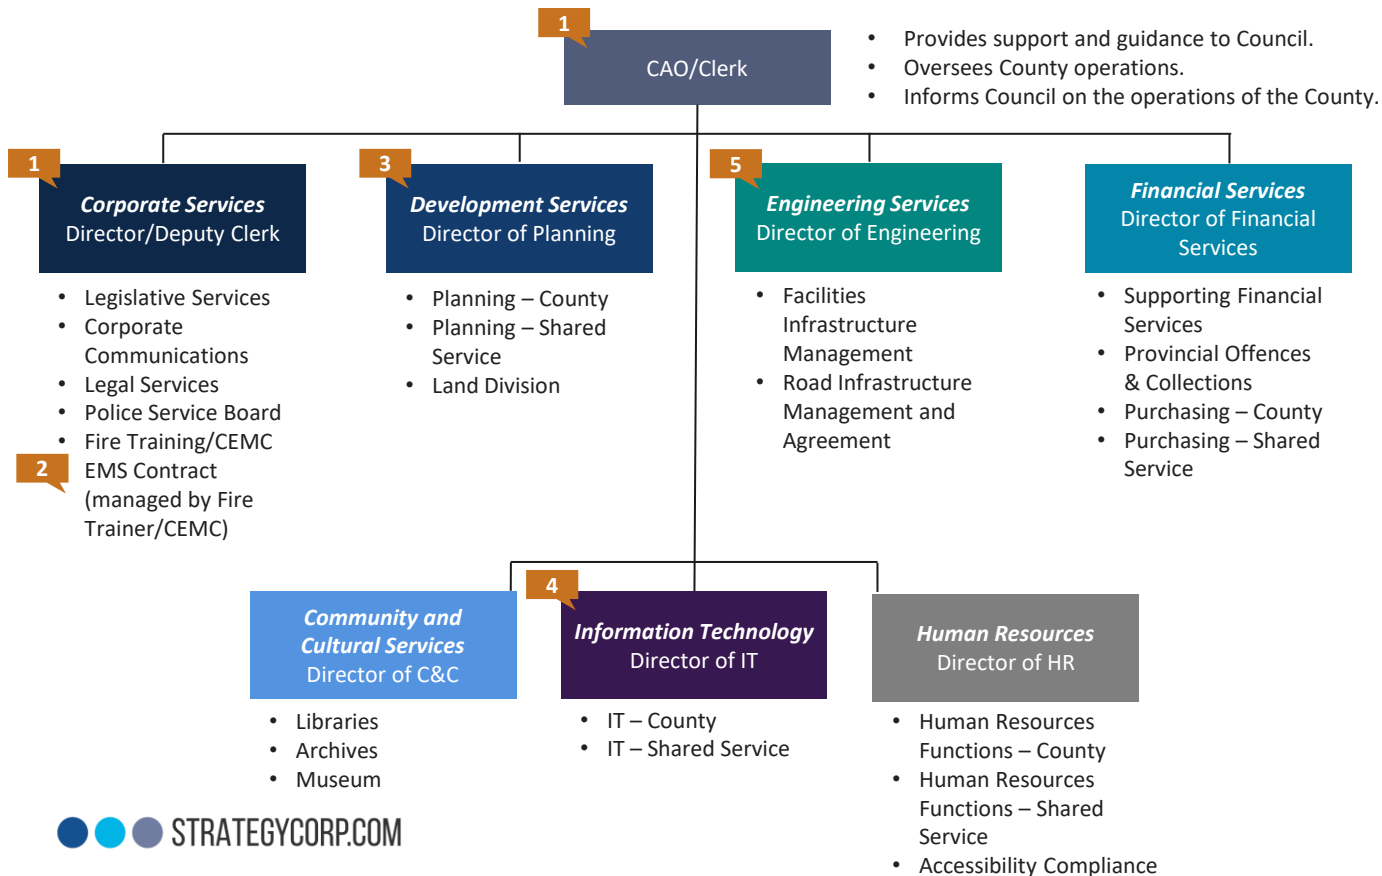 1
CAO/Clerk
• Provides support and guidance to Council.
• Oversees County operations.
• Informs Council on the operations of the County.
1
Corporate Services
Director/Deputy Clerk
• Legislative Services
• Corporate
Communications
• Legal Services
• Police Service Board
• Fire Training/CEMC
2
• EMS Contract
(managed by Fire
Trainer/CEMC)
3
Development Services
Director of Planning
• Planning – County
• Planning – Shared
Service
• Land Division
5
Engineering Services
Director of Engineering
• Facilities
Infrastructure
Management
• Road Infrastructure
Management and
Agreement
Financial Services
Director of Financial
Services
• Supporting Financial
Services
• Provincial Offences
& Collections
• Purchasing – County
• Purchasing – Shared
Service
Community and
Cultural Services
Director of C&C
• Libraries
• Archives
• Museum
4
Information Technology
Director of IT
• IT – County
• IT – Shared Service
Human Resources
Director of HR
• Human Resources
Functions – County
• Human Resources
Functions – Shared
Service
• Accessibility Compliance
STRATEGYCORP.COM